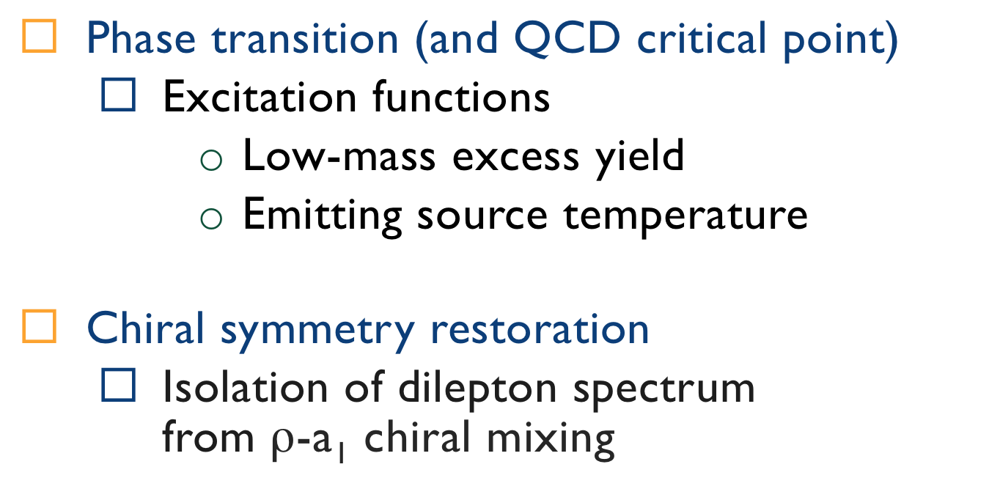 Phase transition (and QCD critical point)
Excitation functions
Low-mass excess yield
Emitting source temperature
Chiral symmetry restoration
Isolation of dilepton spectrum
from ρ-a₁ chiral mixing